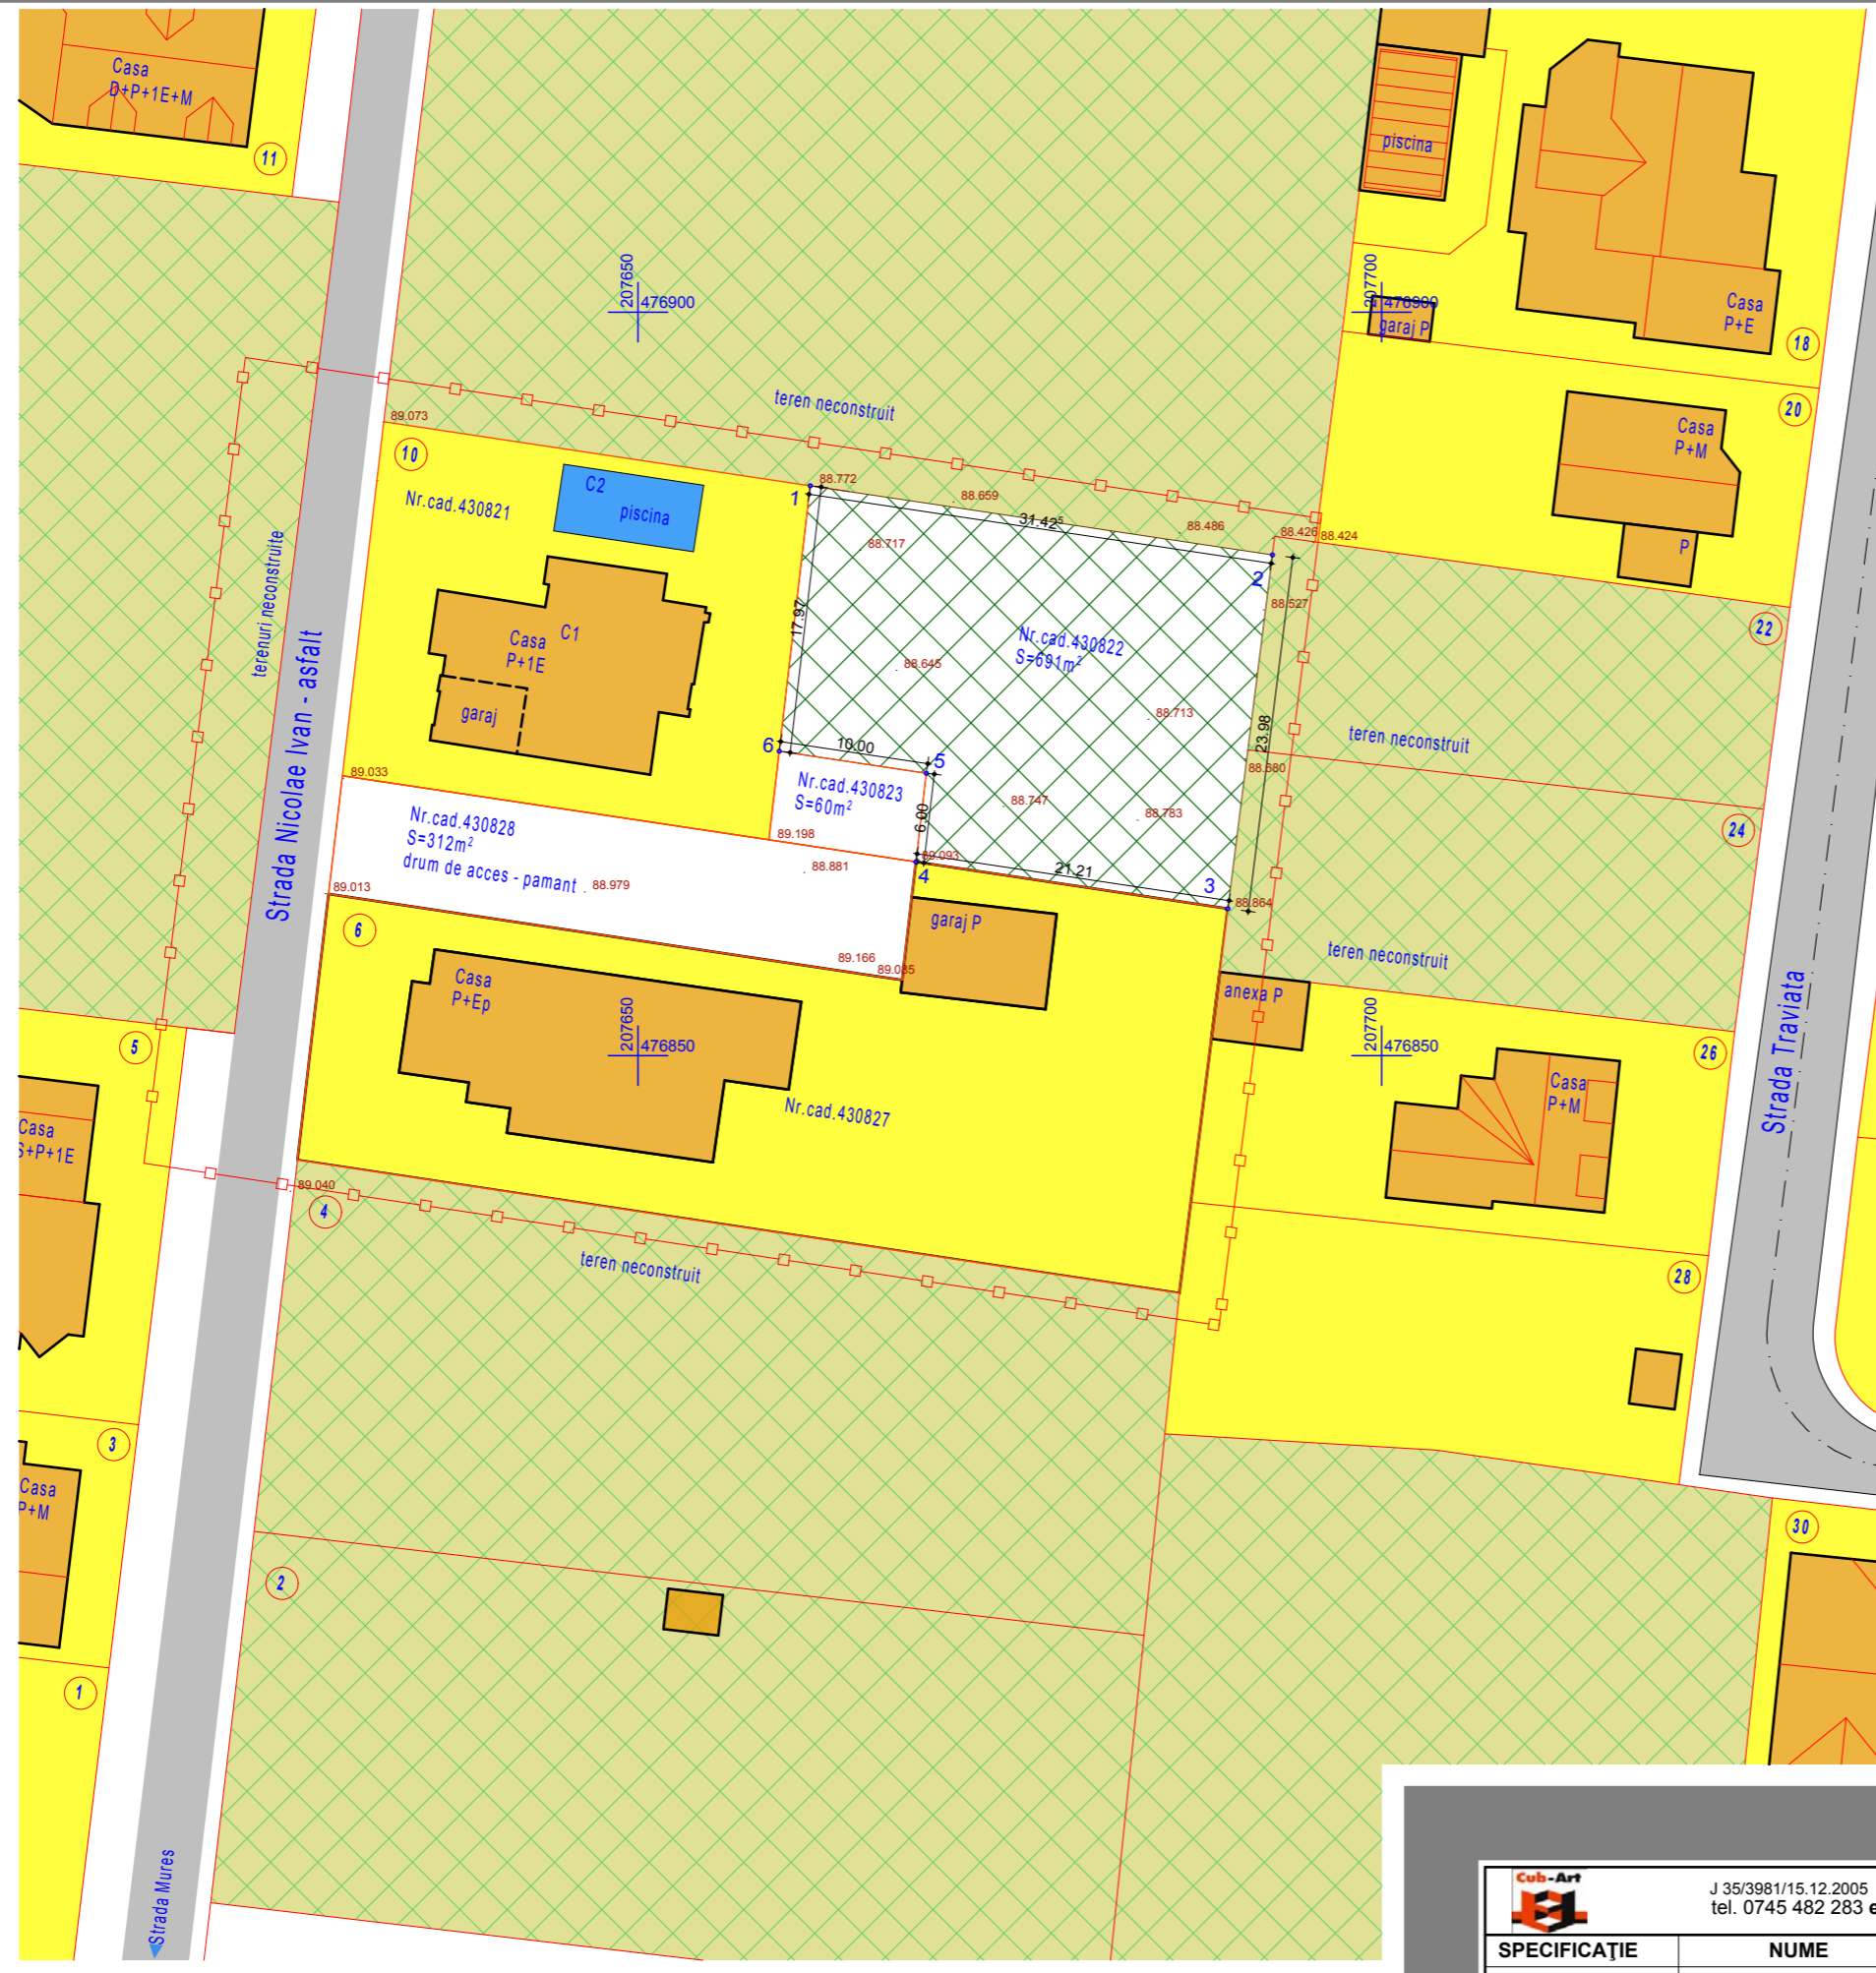 Casa
D+P+1E+M
11
piscina
207650
476900
207700
476900
garaj P
Casa
P+E
18
teren neconstruit
89.073
10
20
Casa
P+M
P
C2
piscina
Nr.cad.430821
1
88.772
88.659
31.42⁵
88.486
88.426
88.424
88.717
2
terenuri neconstruite
17.97
88.527
22
Casa
P+1E
C1
Nr.cad.430822
S=691m²
88.645
garaj
88.713
23.98
teren neconstruit
6
10.00
5
88.680
89.033
Nr.cad.430823
S=60m²
88.747
88.783
24
Strada Nicolae Ivan - asfalt
Nr.cad.430828
S=312m²
drum de acces - pamant
88.979
89.198
6.00
88.881
89.093
4
21.21
3
88.864
89.013
6
garaj P
89.166
teren neconstruit
Casa
P+Ep
anexa P
Strada Traviata
207650
476850
207700
476850
5
26
Casa
P+M
Nr.cad.430827
Casa
S+P+1E
89.040
4
teren neconstruit
28
3
Casa
P+M
30
2
1
Strada Mures
Cub-Art
J 35/3981/15.12.2005
tel. 0745 482 283 e
SPECIFICAŢIE
NUME